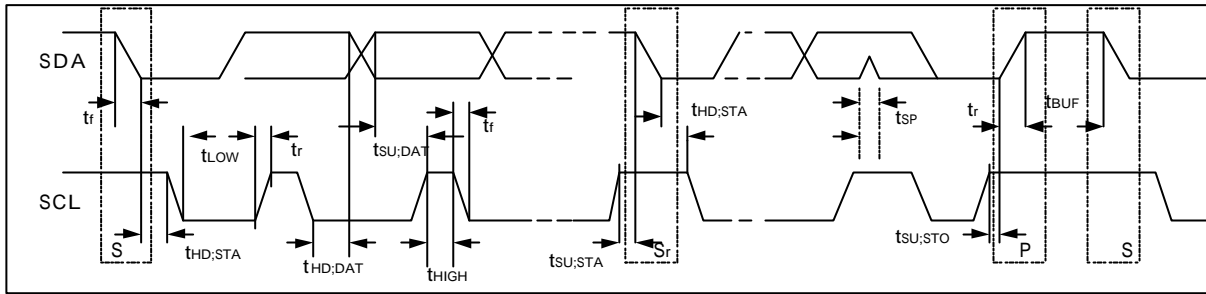 SDA
tf
tLOW
tr
tSU;DAT
tf
tHD;STA
tSP
tr
tBUF
SCL
S
tHD;STA
tHD;DAT
tHIGH
tSU;STA
Sr
tSU;STO
P
S